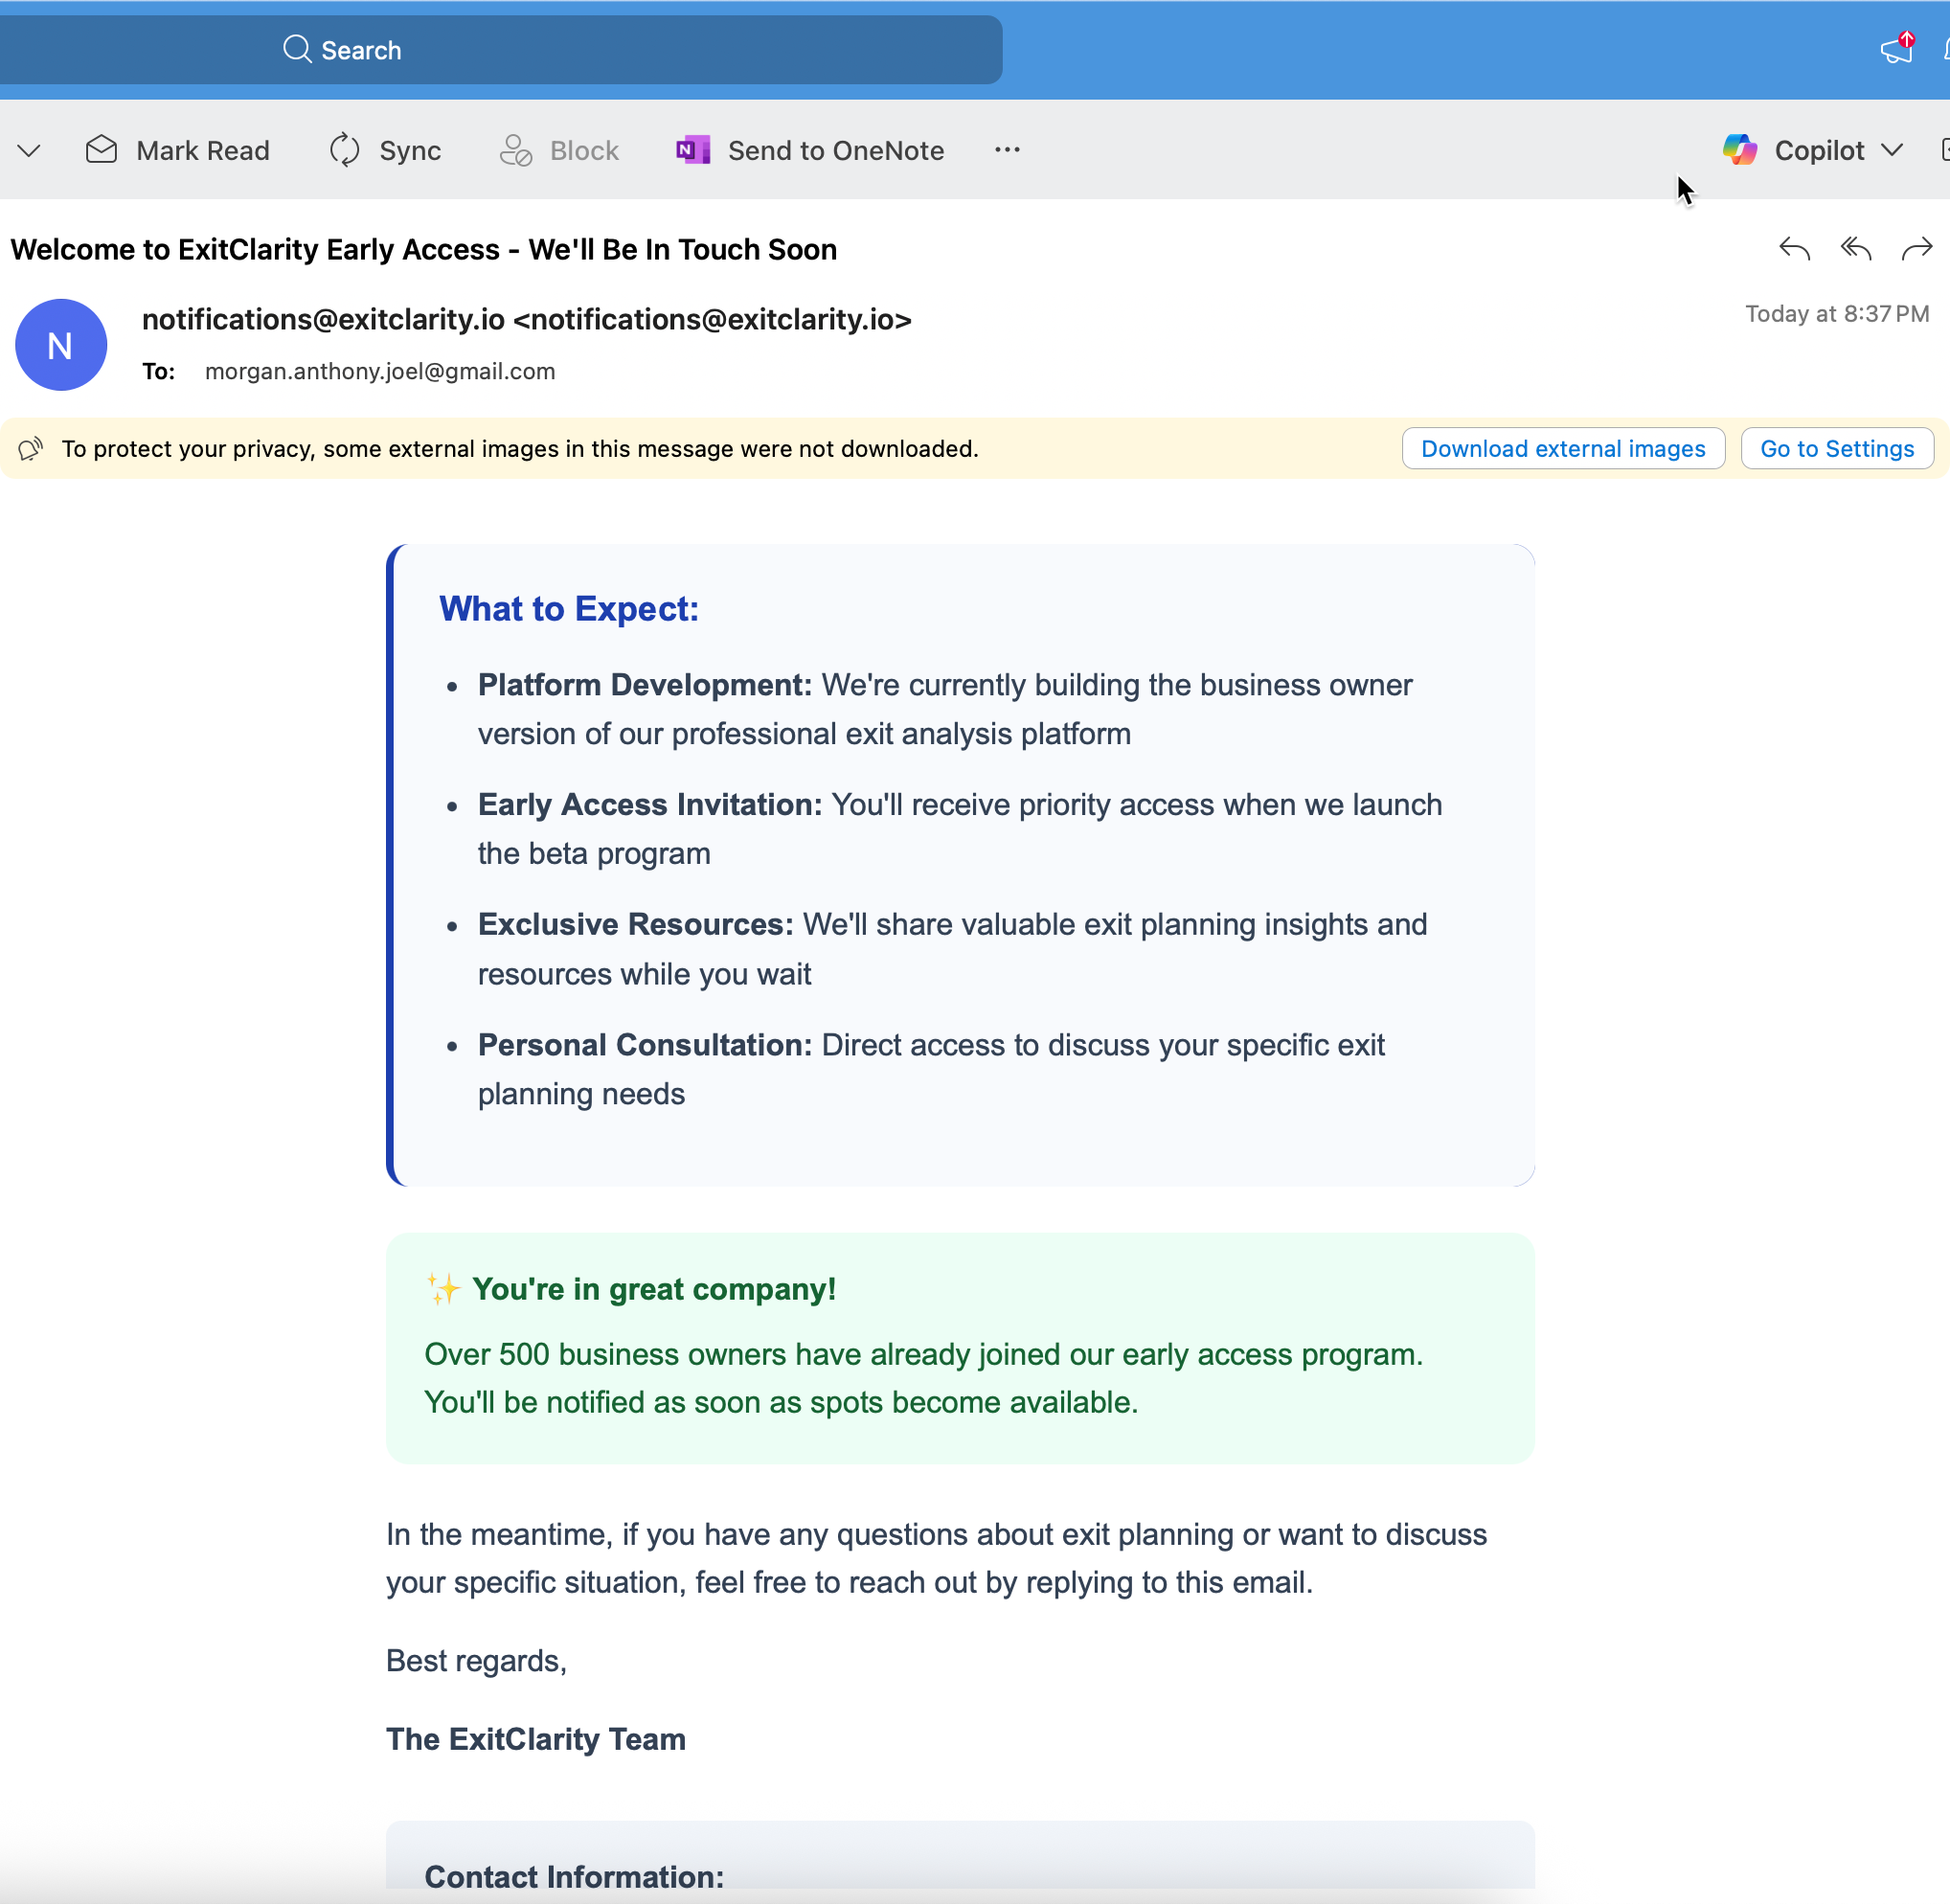 Search
Mark Read Sync Block Send to OneNote ··· Copilot
Welcome to ExitClarity Early Access - We'll Be In Touch Soon
N
notifications@exitclarity.io <notifications@exitclarity.io>
Today at 8:37 PM
To: morgan.anthony.joel@gmail.com
To protect your privacy, some external images in this message were not downloaded. Download external images Go to Settings
What to Expect:
• Platform Development: We're currently building the business owner
version of our professional exit analysis platform
• Early Access Invitation: You'll receive priority access when we launch
the beta program
• Exclusive Resources: We'll share valuable exit planning insights and
resources while you wait
• Personal Consultation: Direct access to discuss your specific exit
planning needs
✨ You're in great company!
Over 500 business owners have already joined our early access program.
You'll be notified as soon as spots become available.
In the meantime, if you have any questions about exit planning or want to discuss
your specific situation, feel free to reach out by replying to this email.
Best regards,
The ExitClarity Team
Contact Information: